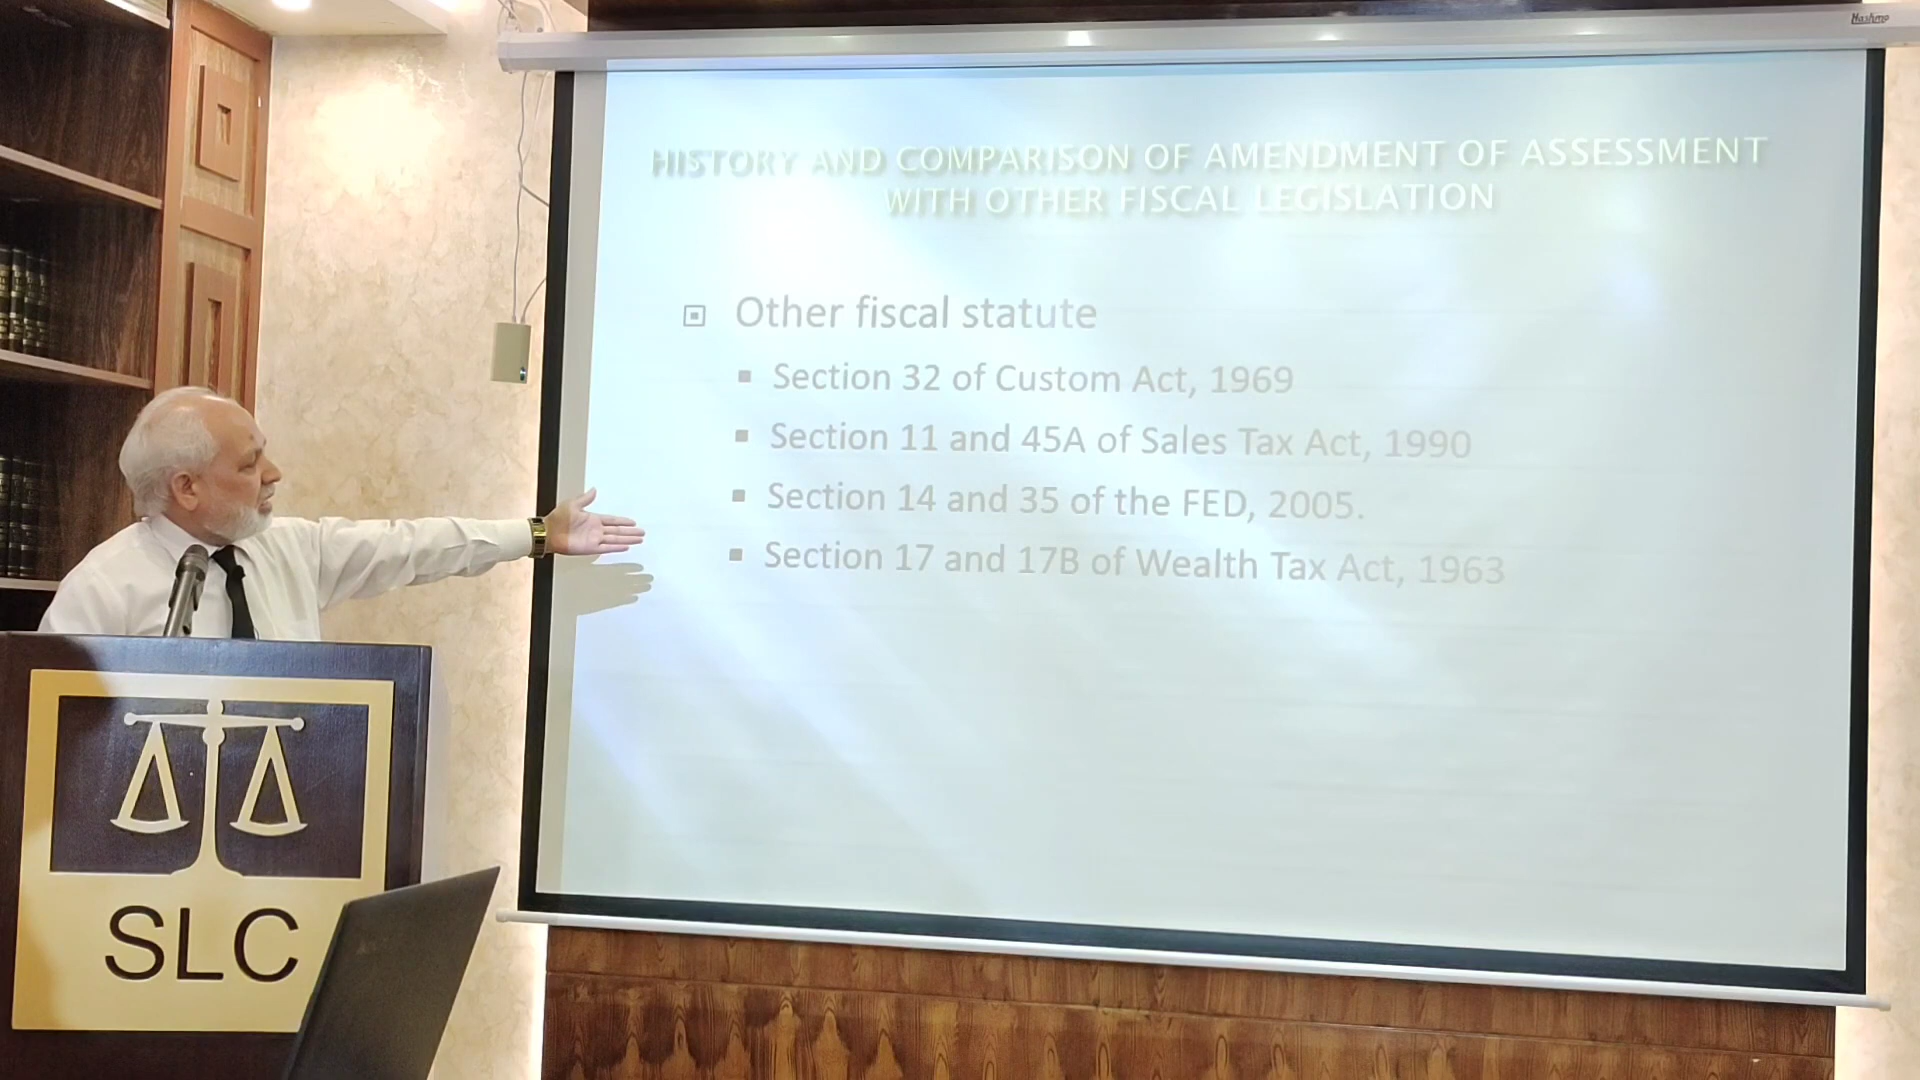 Hashmo
HISTORY AND COMPARISON OF AMENDMENT OF ASSESSMENT
WITH OTHER FISCAL LEGISLATION
Other fiscal statute
Section 32 of Custom Act, 1969
Section 11 and 45A of Sales Tax Act, 1990
Section 14 and 35 of the FED, 2005.
Section 17 and 17B of Wealth Tax Act, 1963
SLC